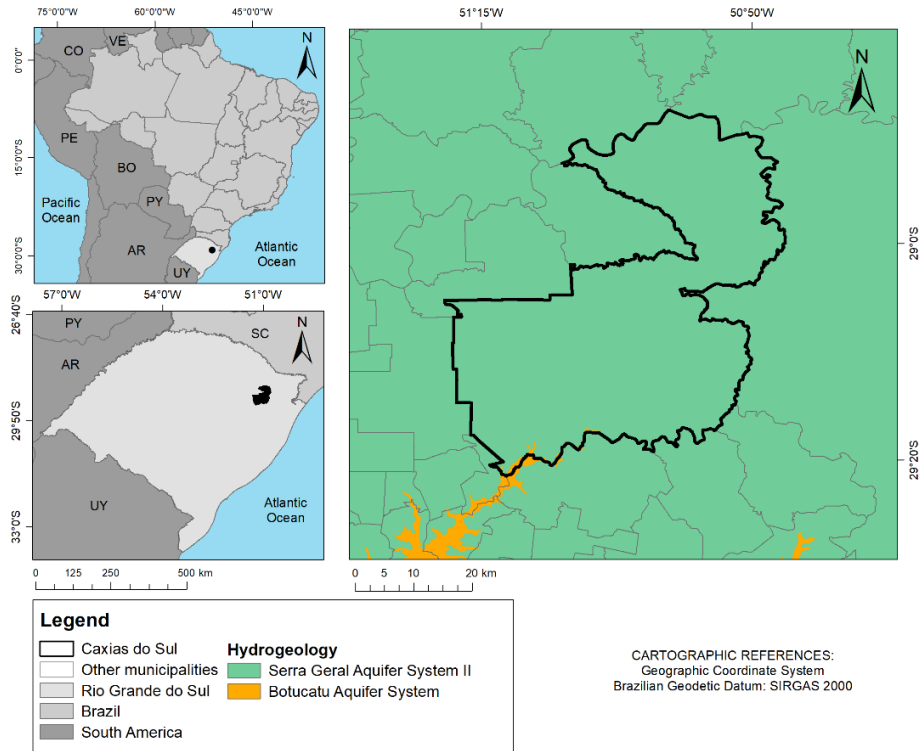 75°0'0"W 60°0'0"W 45°0'0"W
0°0'0"
15°0'0"S
30°0'0"S
N
CO
VE
PE
BO
PY
AR
UY
Pacific
Ocean
Atlantic
Ocean
57°0'W 54°0'0"W 51°0'W
26°40'S
29°50'S
33°0'S
N
PY
SC
AR
UY
Atlantic
Ocean
0 125 250 500 km
51°15'W 50°50'W
29°0'S
29°20'S
N
0 5 10 20 km
Legend
Caxias do Sul
Other municipalities
Rio Grande do Sul
Brazil
South America
Hydrogeology
Serra Geral Aquifer System II
Botucatu Aquifer System
CARTOGRAPHIC REFERENCES:
Geographic Coordinate System
Brazilian Geodetic Datum: SIRGAS 2000